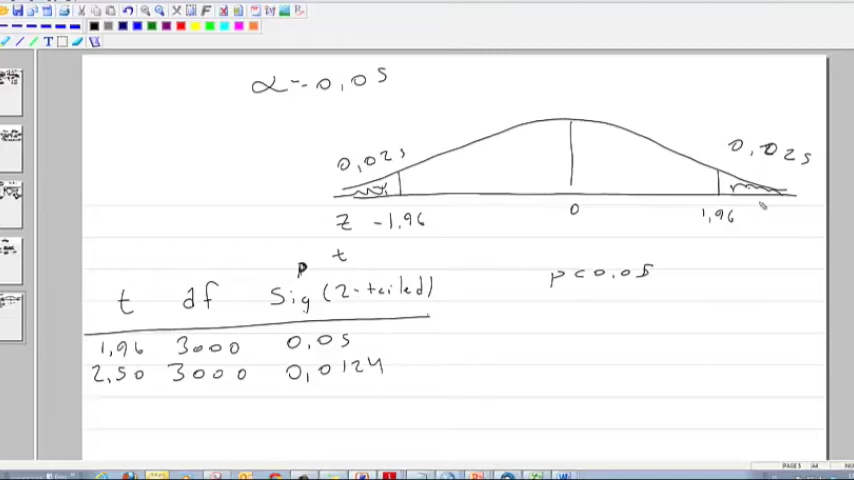 α = 0,05
0,025
0,025
Z -1.96 0 1,96
t
p
t df Sig (2-tailed)
p < 0.05
1,96 3000 0,05
2,50 3000 0,0124